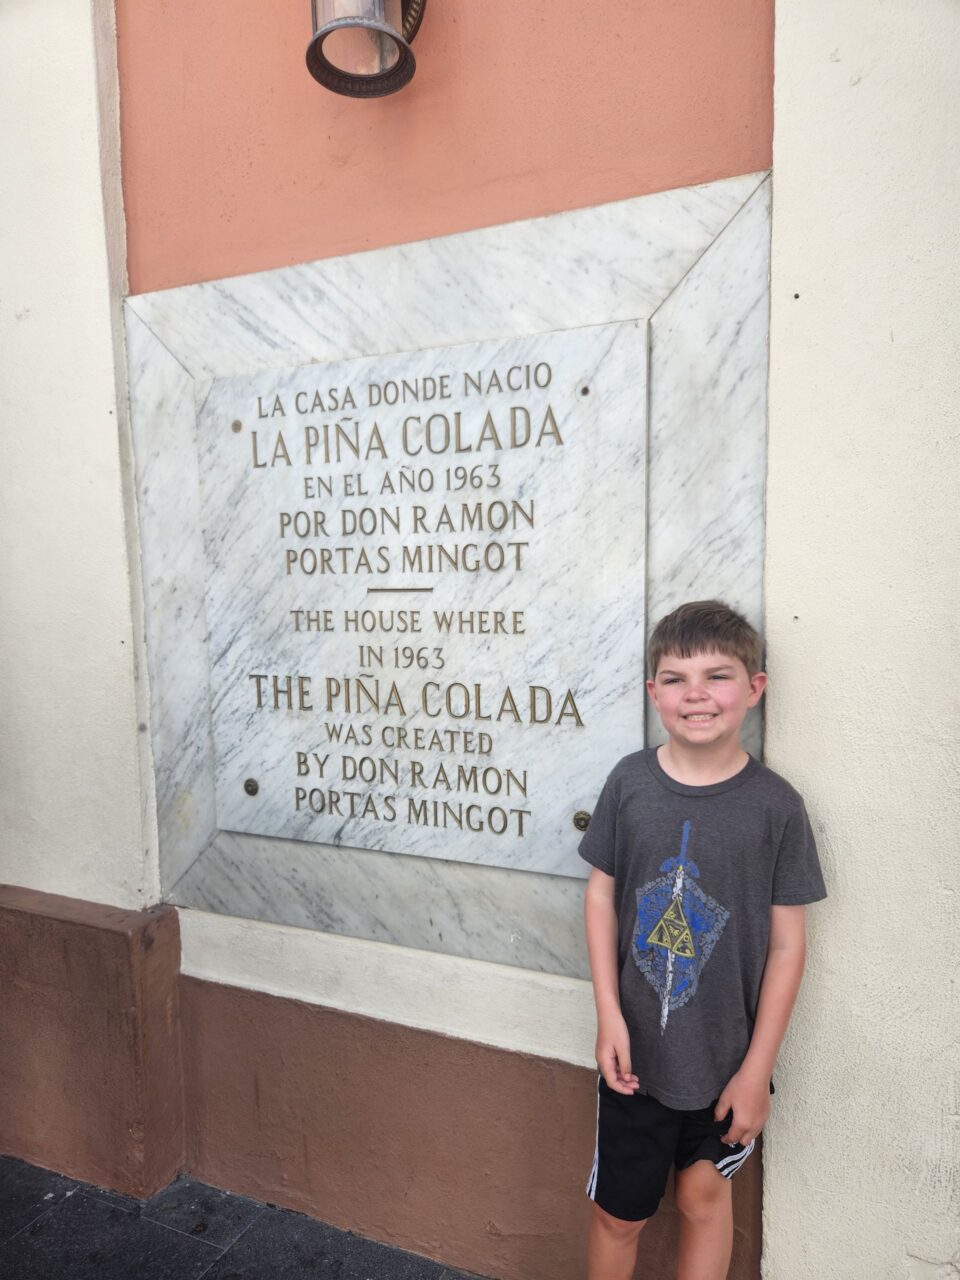 LA CASA DONDE NACIO
LA PIÑA COLADA
EN EL AÑO 1963
POR DON RAMON
PORTAS MINGOT
THE HOUSE WHERE
IN 1963
THE PIÑA COLADA
WAS CREATED
BY DON RAMON
PORTAS MINGOT